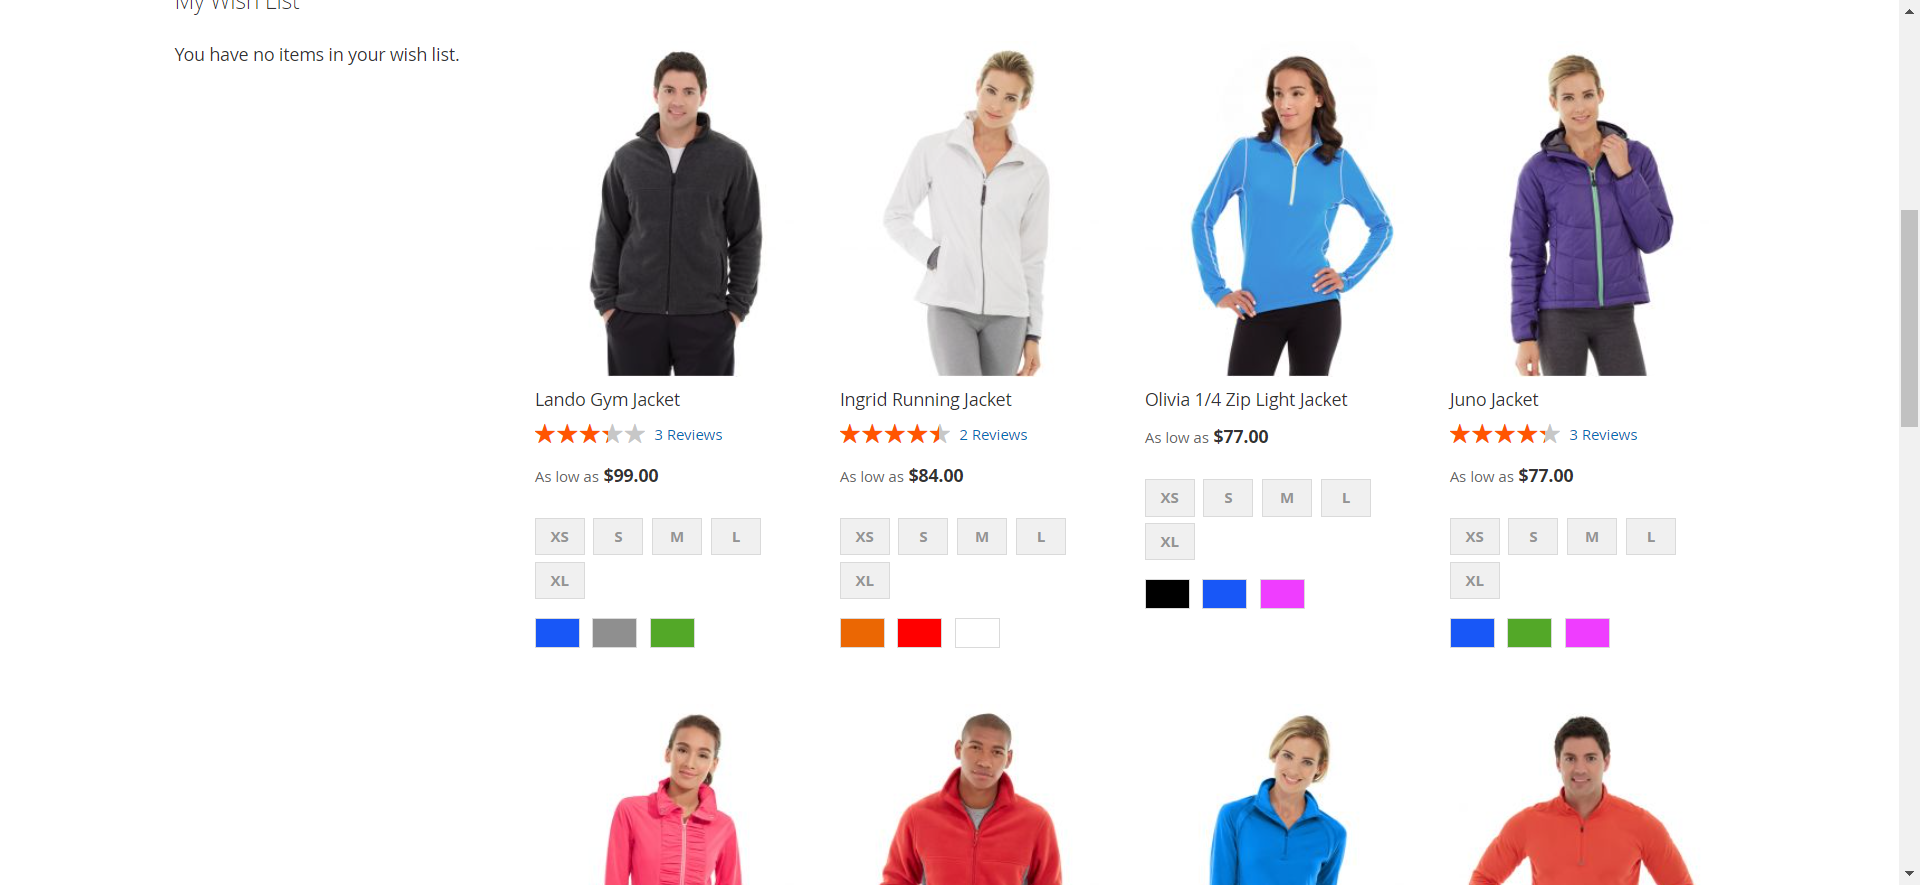 My Wish List
You have no items in your wish list.
Lando Gym Jacket
3 Reviews
As low as $99.00
XS S M L
XL
Ingrid Running Jacket
2 Reviews
As low as $84.00
XS S M L
XL
Olivia 1/4 Zip Light Jacket
As low as $77.00
XS S M L
XL
Juno Jacket
3 Reviews
As low as $77.00
XS S M L
XL